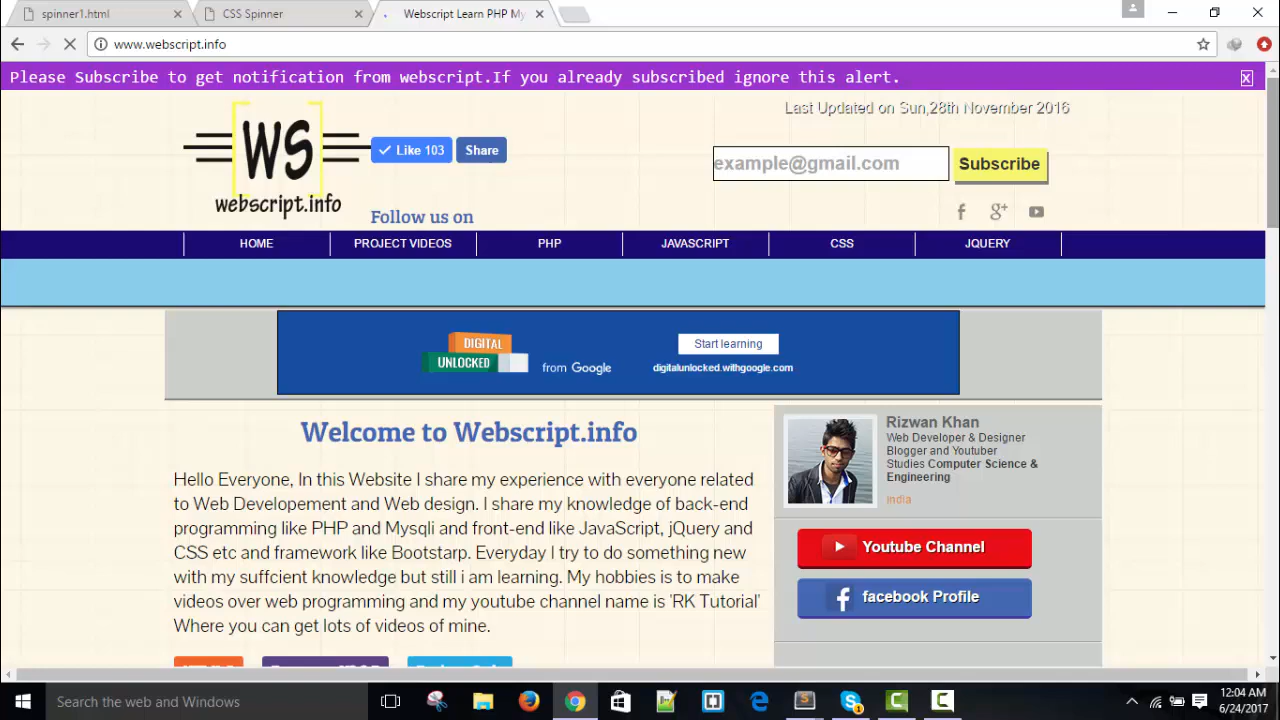 spinner1.html
CSS Spinner
Webscript Learn PHP My
www.webscript.info
Please Subscribe to get notification from webscript.If you already subscribed ignore this alert.
X
Last Updated on Sun,28th November 2016
WS
webscript.info
Like 103
Share
Follow us on
example@gmail.com
Subscribe
HOME
PROJECT VIDEOS
PHP
JAVASCRIPT
CSS
JQUERY
DIGITAL
UNLOCKED
from Google
Start learning
digitalunlocked.withgoogle.com
Welcome to Webscript.info
Hello Everyone, In this Website I share my experience with everyone related
to Web Developement and Web design. I share my knowledge of back-end
programming like PHP and Mysqli and front-end like JavaScript, jQuery and
CSS etc and framework like Bootstarp. Everyday I try to do something new
with my suffcient knowledge but still i am learning. My hobbies is to make
videos over web programming and my youtube channel name is 'RK Tutorial'
Where you can get lots of videos of mine.
Rizwan Khan
Web Developer & Designer
Blogger and Youtuber
Studies Computer Science &
Engineering
India
Youtube Channel
facebook Profile
Search the web and Windows
12:04 AM
6/24/2017